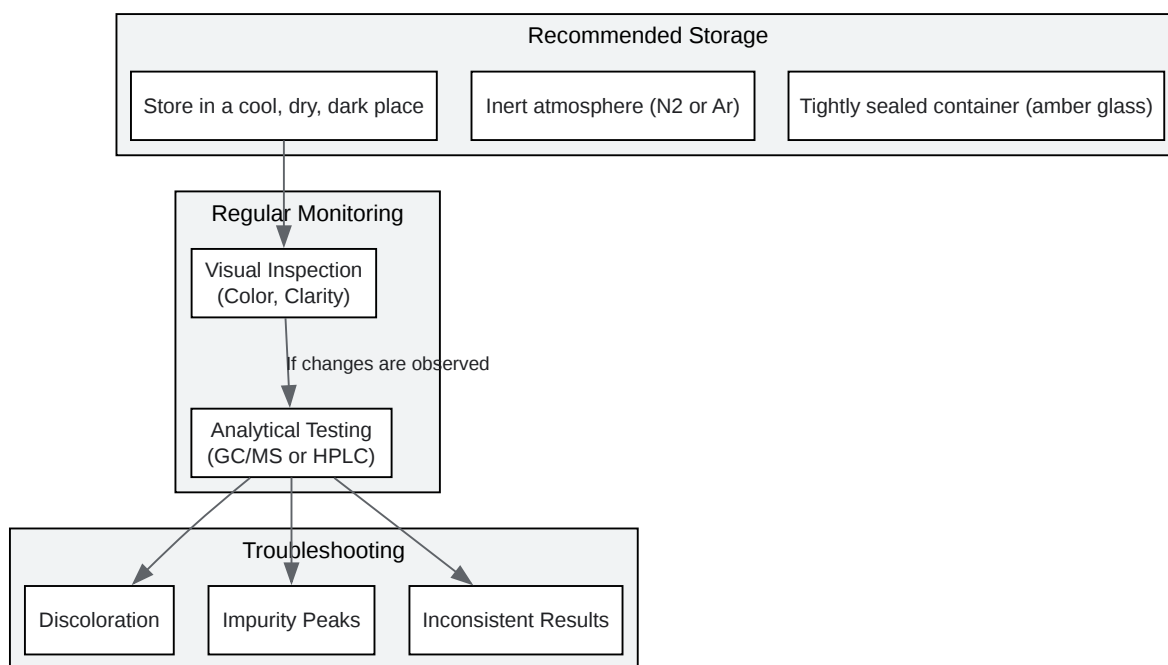 Recommended Storage
Store in a cool, dry, dark place
Inert atmosphere (N2 or Ar)
Tightly sealed container (amber glass)
Regular Monitoring
Visual Inspection
(Color, Clarity)
If changes are observed
Analytical Testing
(GC/MS or HPLC)
Troubleshooting
Discoloration
Impurity Peaks
Inconsistent Results